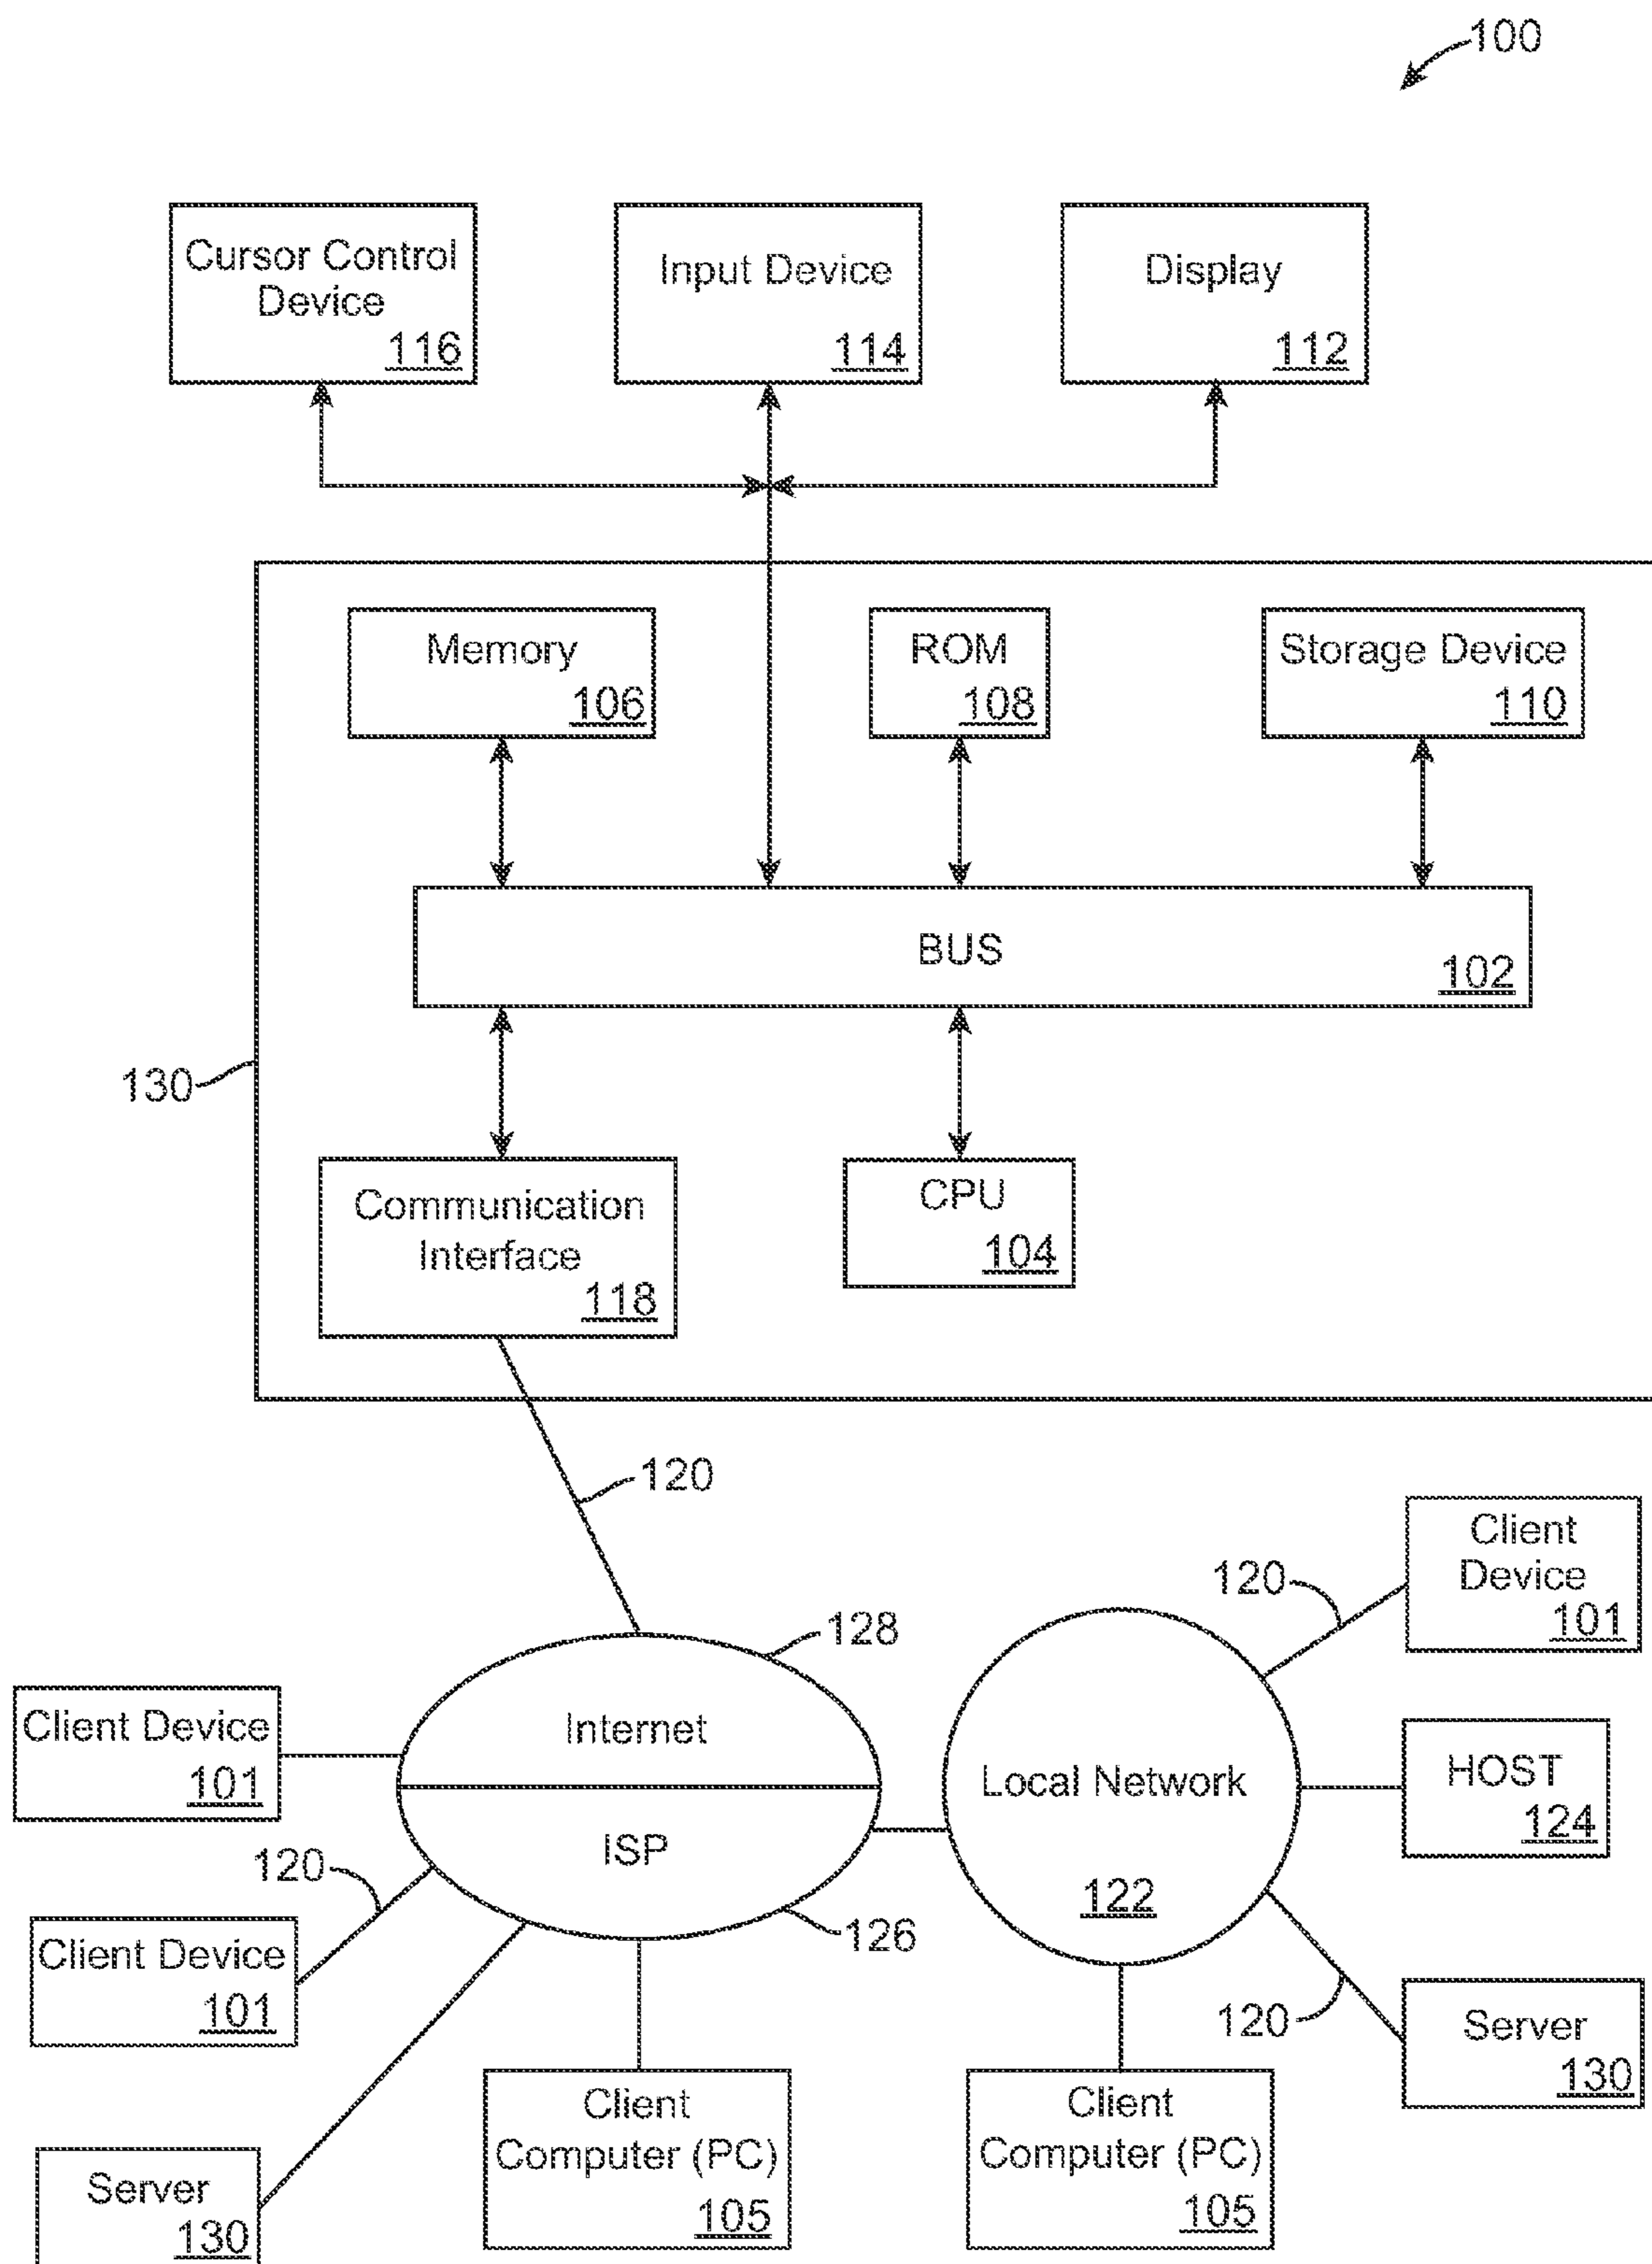 100
Cursor Control
Device
116
Input Device
114
Display
112
Memory
106
ROM
108
Storage Device
110
BUS
102
130
Communication
Interface
118
CPU
104
120
Client
Device
101
120
128
Internet
Client Device
101
Local Network
122
HOST
124
ISP
120
126
Client Device
101
120
Server
130
Client
Computer (PC)
105
Client
Computer (PC)
105
Server
130